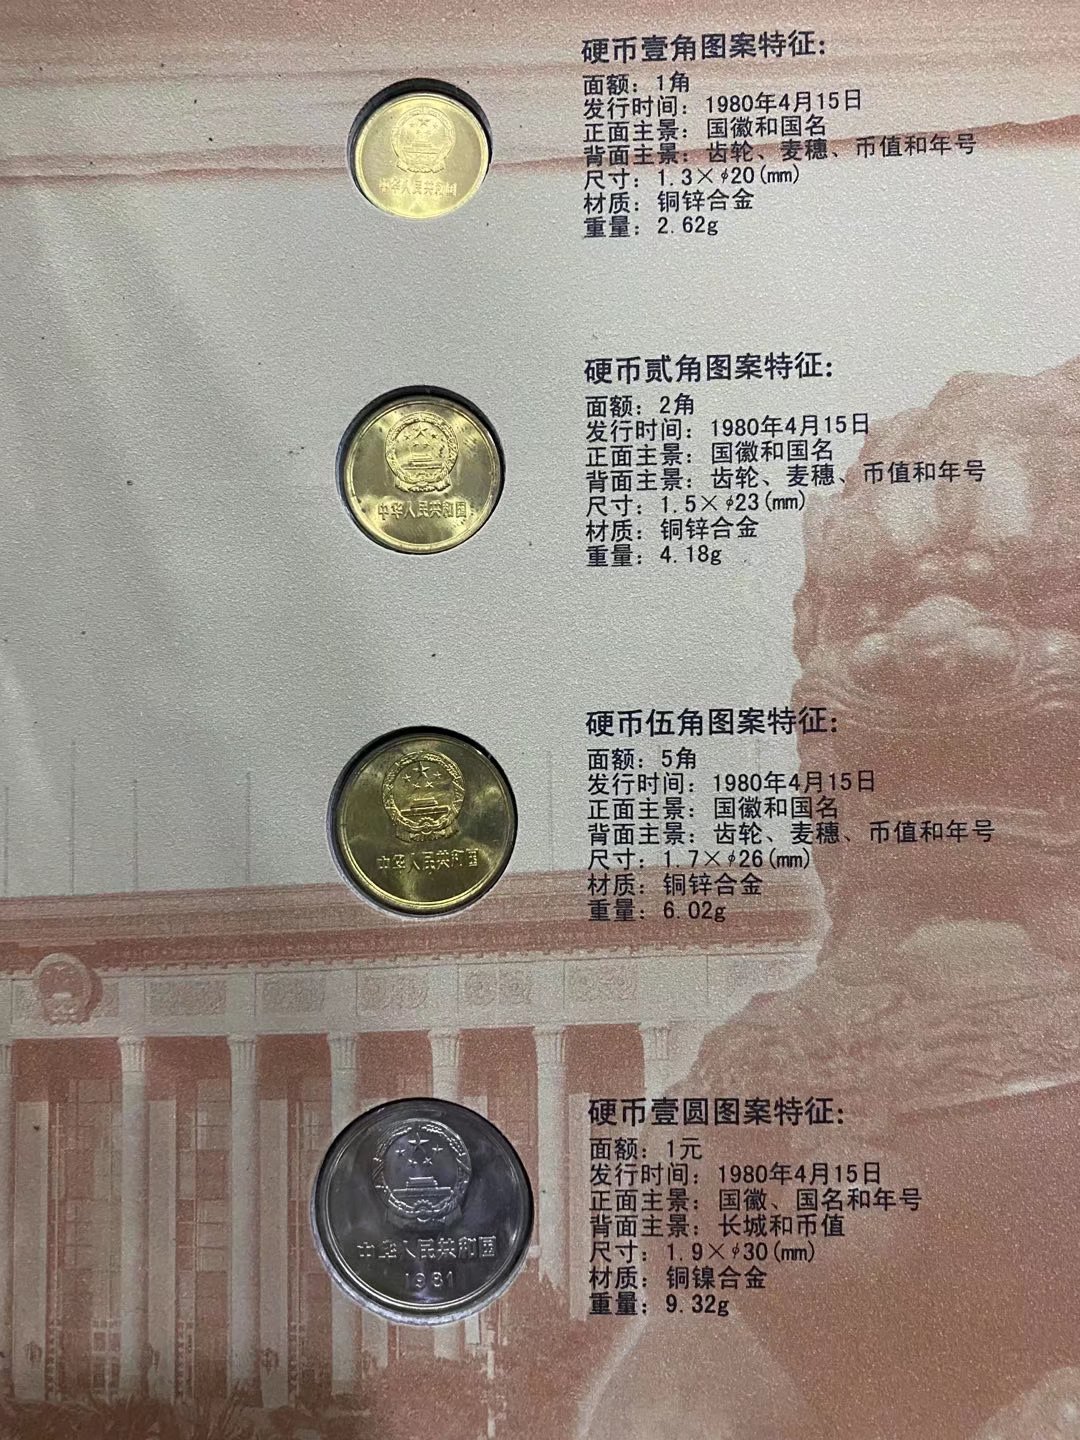 硬币壹角图案特征:
面额: 1角
发行时间: 1980年4月15日
正面主景: 国徽和国名
背面主景: 齿轮、麦穗、币值和年号
尺寸: 1.3×φ20(mm)
材质: 铜锌合金
重量: 2.62g
中华人民共和国
硬币贰角图案特征:
面额: 2角
发行时间: 1980年4月15日
正面主景: 国徽和国名
背面主景: 齿轮、麦穗、币值和年号
尺寸: 1.5×φ23(mm)
材质: 铜锌合金
重量: 4.18g
中华人民共和国
硬币伍角图案特征:
面额: 5角
发行时间: 1980年4月15日
正面主景: 国徽和国名
背面主景: 齿轮、麦穗、币值和年号
尺寸: 1.7×φ26(mm)
材质: 铜锌合金
重量: 6.02g
中华人民共和国
硬币壹圆图案特征:
面额: 1元
发行时间: 1980年4月15日
正面主景: 国徽、国名和年号
背面主景: 长城和币值
尺寸: 1.9×φ30(mm)
材质: 铜镍合金
重量: 9.32g
中华人民共和国
1981